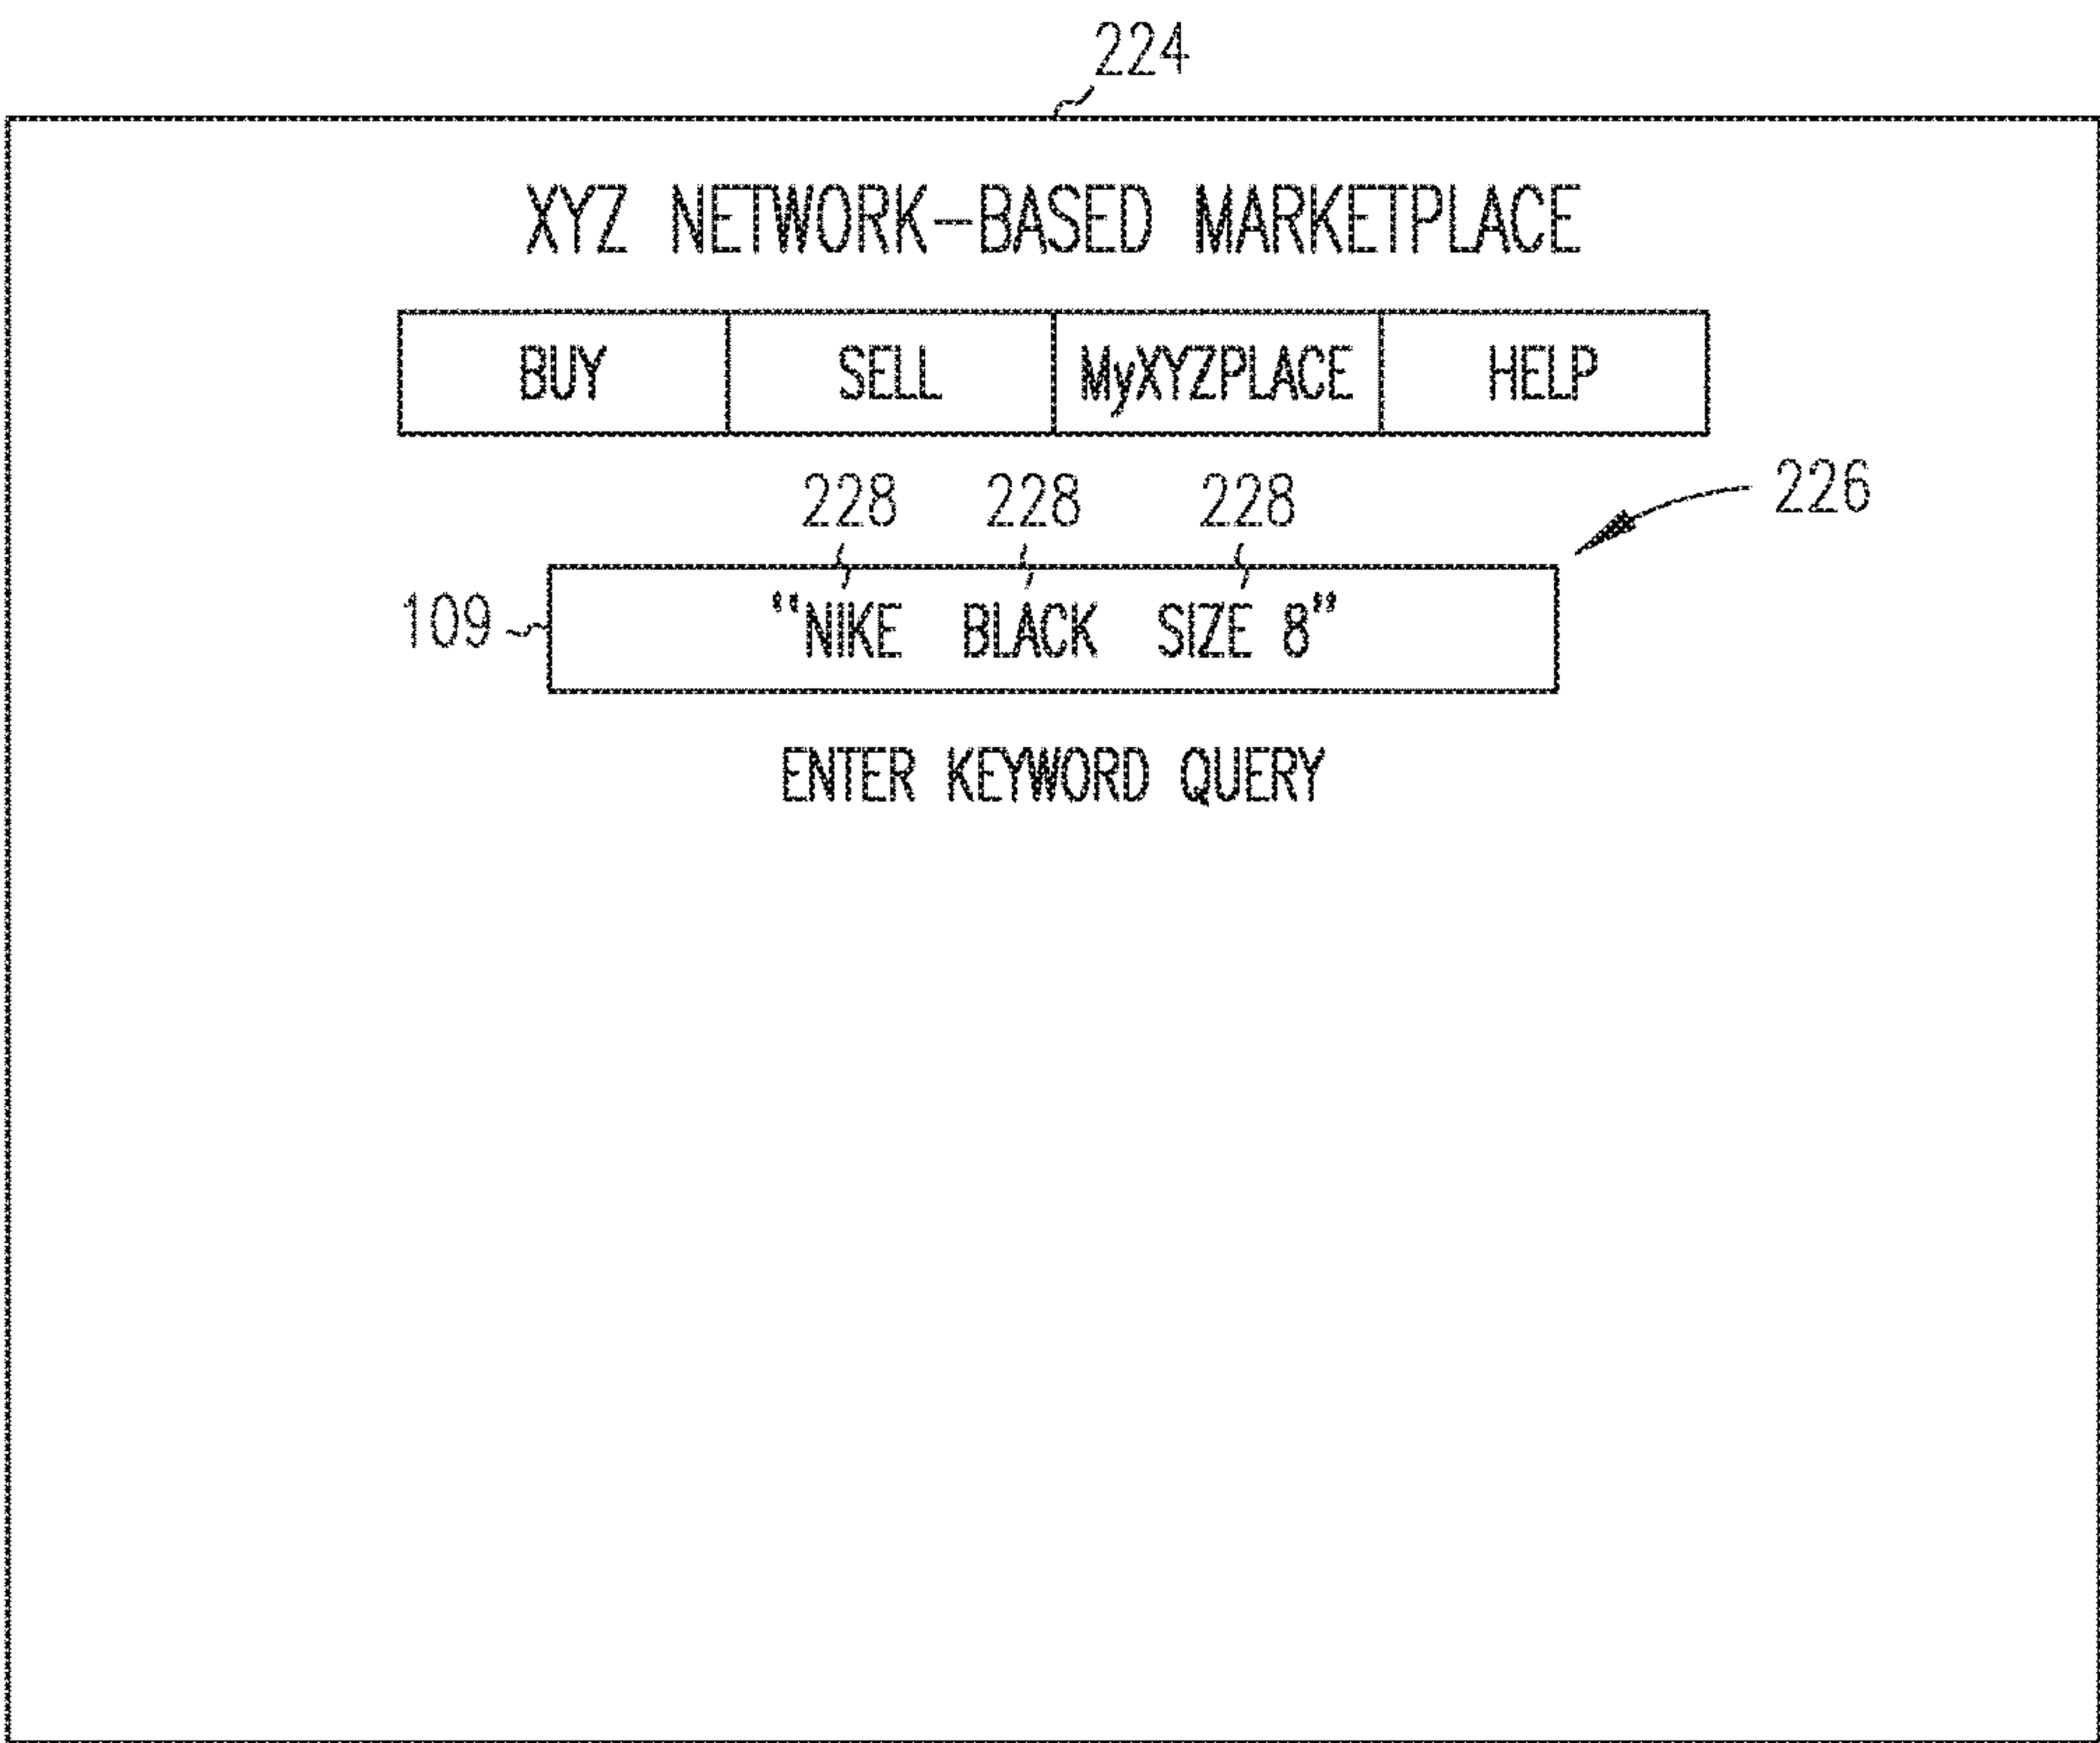 224
XYZ NETWORK-BASED MARKETPLACE
BUY SELL MyXYZPLACE HELP
228 228 228 226
109 "NIKE BLACK SIZE 8"
ENTER KEYWORD QUERY